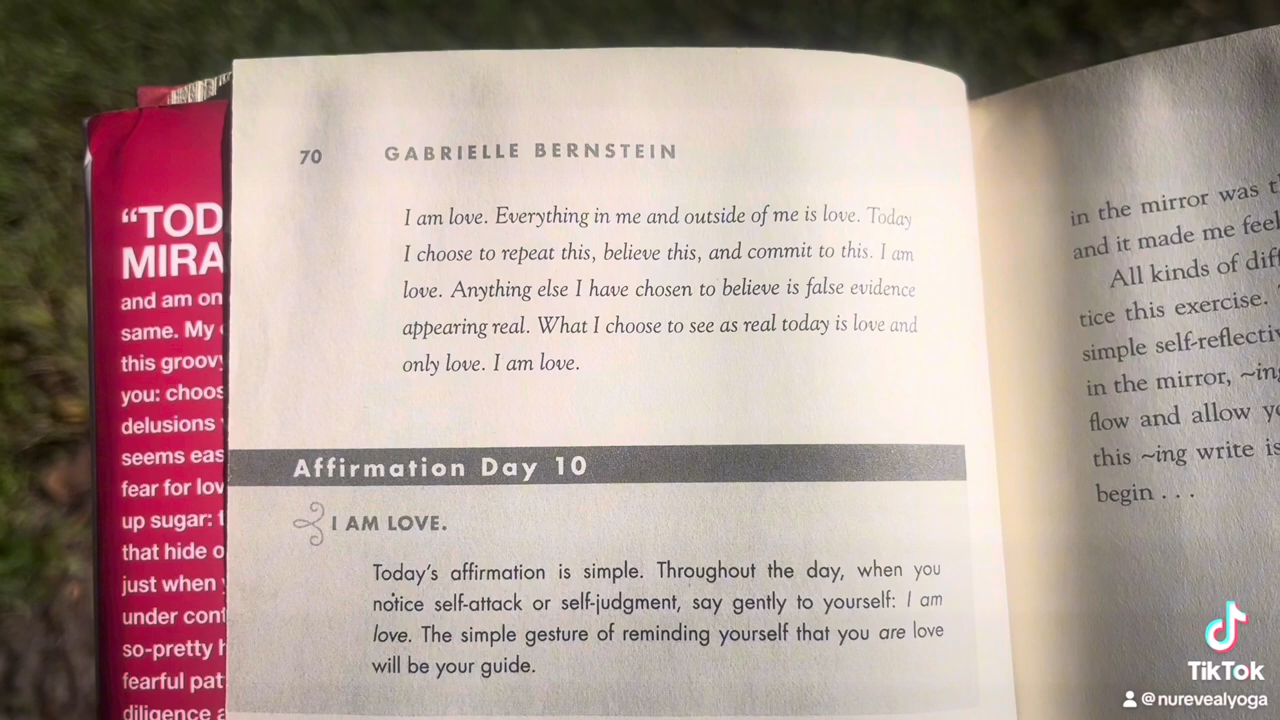 70 GABRIELLE BERNSTEIN
I am love. Everything in me and outside of me is love. Today
I choose to repeat this, believe this, and commit to this. I am
love. Anything else I have chosen to believe is false evidence
appearing real. What I choose to see as real today is love and
only love. I am love.
Affirmation Day 10
I AM LOVE.
Today's affirmation is simple. Throughout the day, when you
notice self-attack or self-judgment, say gently to yourself: I am
love. The simple gesture of reminding yourself that you are love
will be your guide.
“TOD
MIRA
and am on
same. My
this groovy
you: choos
delusions
seems eas
fear for lov
up sugar:
that hide o
just when
under cont
so-pretty
fearful pat
diligence
in the mirror was
and it made me feel
All kinds of diff
tice this exercise.
simple self-reflecti
in the mirror, ~ing
flow and allow
this ~ing write is
begin . . .
TikTok
@nurevealyoga